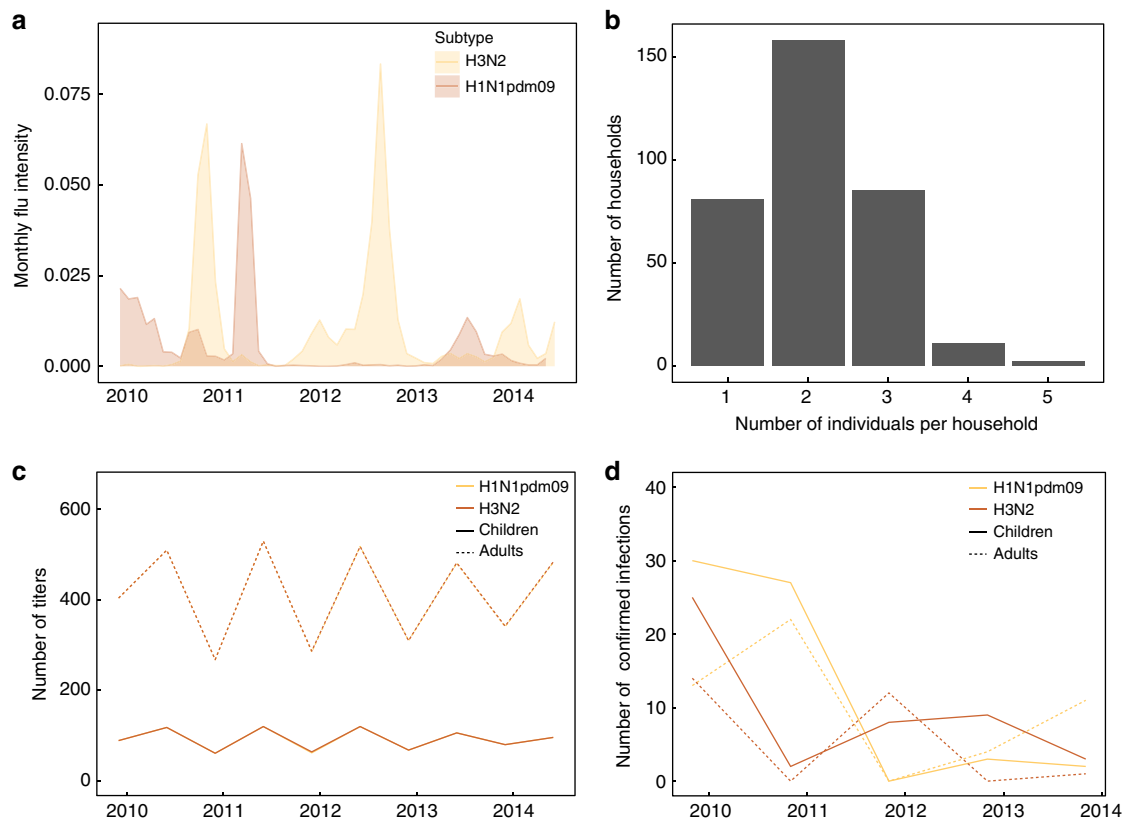 a
Subtype
H3N2
H1N1pdm09
Monthly flu intensity
0.075
0.050
0.025
0.000
2010 2011 2012 2013 2014
b
Number of households
150
100
50
0
1 2 3 4 5
Number of individuals per household
c
H1N1pdm09
H3N2
Children
Adults
Number of titers
600
400
200
0
2010 2011 2012 2013 2014
d
H1N1pdm09
H3N2
Children
Adults
Number of confirmed infections
40
30
20
10
0
2010 2011 2012 2013 2014